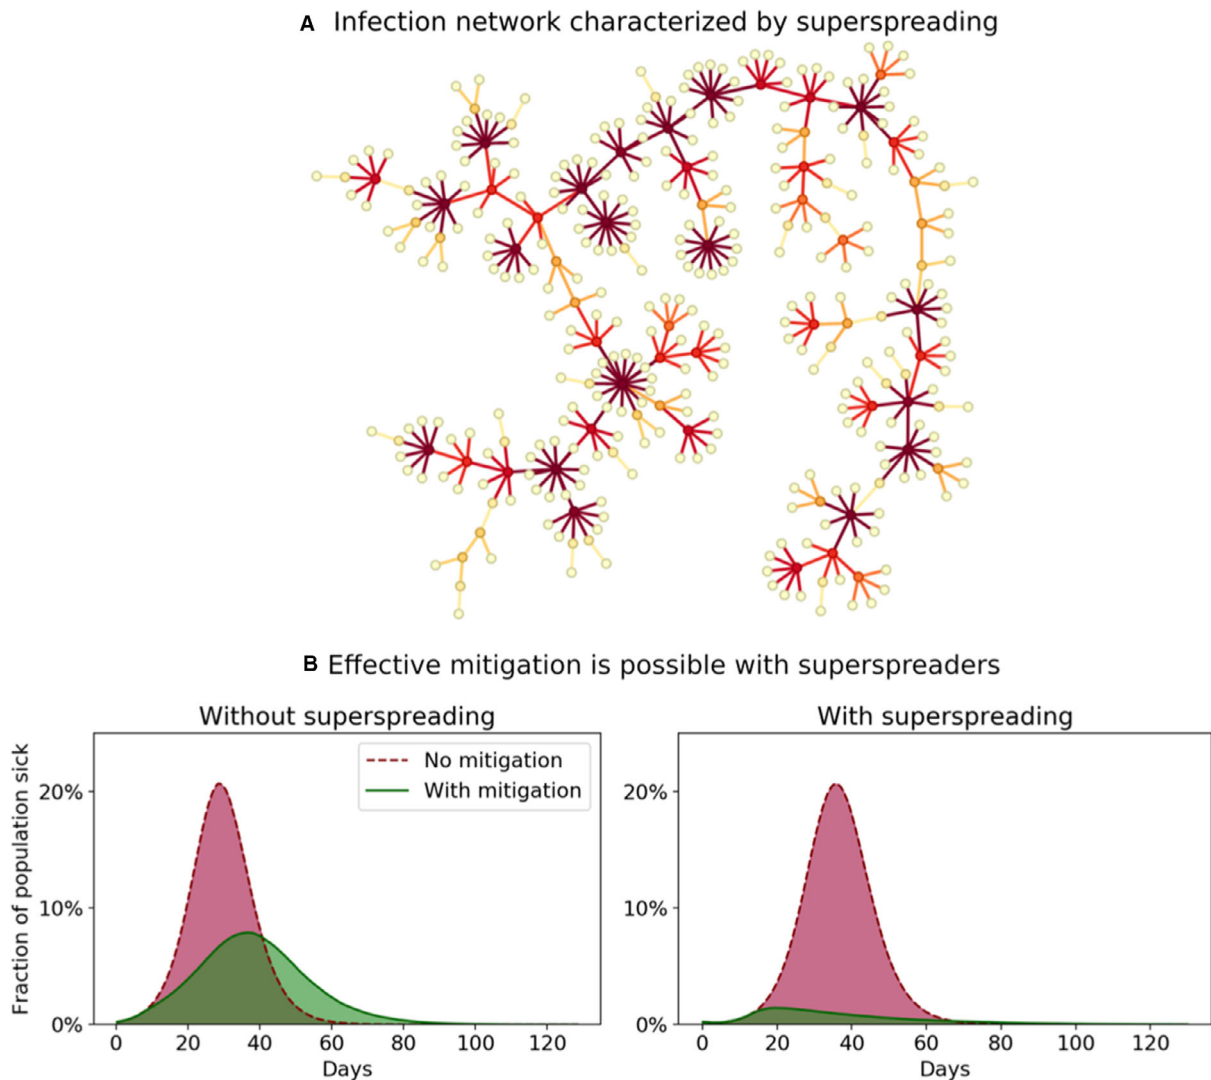 A Infection network characterized by superspreading
B Effective mitigation is possible with superspreaders
Without superspreading
No mitigation
With mitigation
Fraction of population sick
20%
10%
0%
0 20 40 60 80 100 120
Days
With superspreading
20%
10%
0%
0 20 40 60 80 100 120
Days